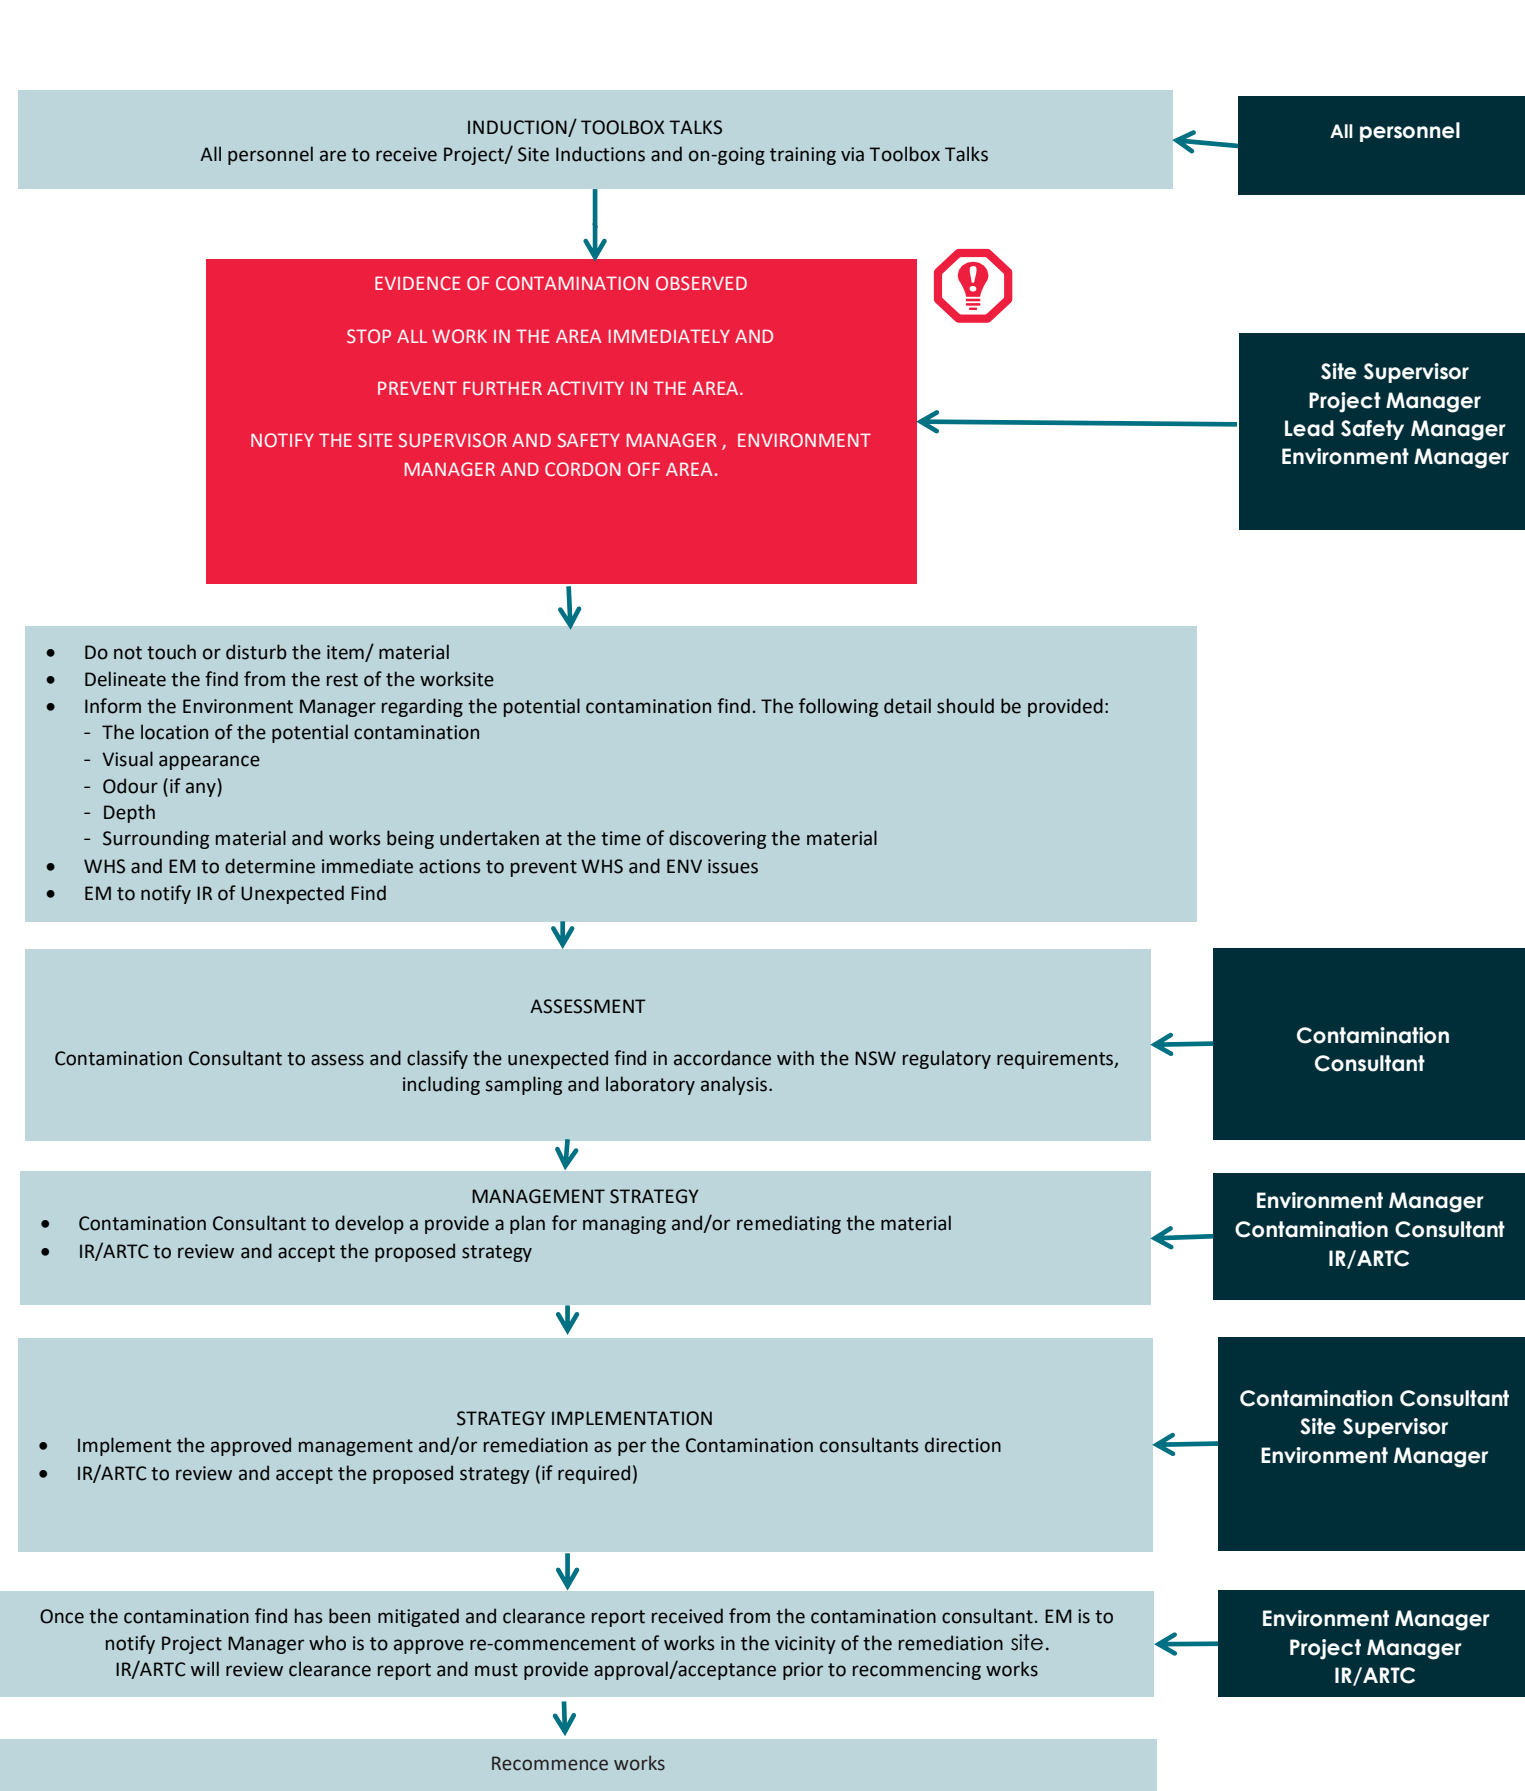 INDUCTION/ TOOLBOX TALKS
All personnel are to receive Project/ Site Inductions and on-going training via Toolbox Talks
All personnel
EVIDENCE OF CONTAMINATION OBSERVED
STOP ALL WORK IN THE AREA IMMEDIATELY AND
PREVENT FURTHER ACTIVITY IN THE AREA.
NOTIFY THE SITE SUPERVISOR AND SAFETY MANAGER , ENVIRONMENT
MANAGER AND CORDON OFF AREA.
Site Supervisor
Project Manager
Lead Safety Manager
Environment Manager
• Do not touch or disturb the item/ material
• Delineate the find from the rest of the worksite
• Inform the Environment Manager regarding the potential contamination find. The following detail should be provided:
- The location of the potential contamination
- Visual appearance
- Odour (if any)
- Depth
- Surrounding material and works being undertaken at the time of discovering the material
• WHS and EM to determine immediate actions to prevent WHS and ENV issues
• EM to notify IR of Unexpected Find
ASSESSMENT
Contamination Consultant to assess and classify the unexpected find in accordance with the NSW regulatory requirements,
including sampling and laboratory analysis.
Contamination
Consultant
MANAGEMENT STRATEGY
• Contamination Consultant to develop a provide a plan for managing and/or remediating the material
• IR/ARTC to review and accept the proposed strategy
Environment Manager
Contamination Consultant
IR/ARTC
STRATEGY IMPLEMENTATION
• Implement the approved management and/or remediation as per the Contamination consultants direction
• IR/ARTC to review and accept the proposed strategy (if required)
Contamination Consultant
Site Supervisor
Environment Manager
Once the contamination find has been mitigated and clearance report received from the contamination consultant. EM is to
notify Project Manager who is to approve re-commencement of works in the vicinity of the remediation site.
IR/ARTC will review clearance report and must provide approval/acceptance prior to recommencing works
Environment Manager
Project Manager
IR/ARTC
Recommence works